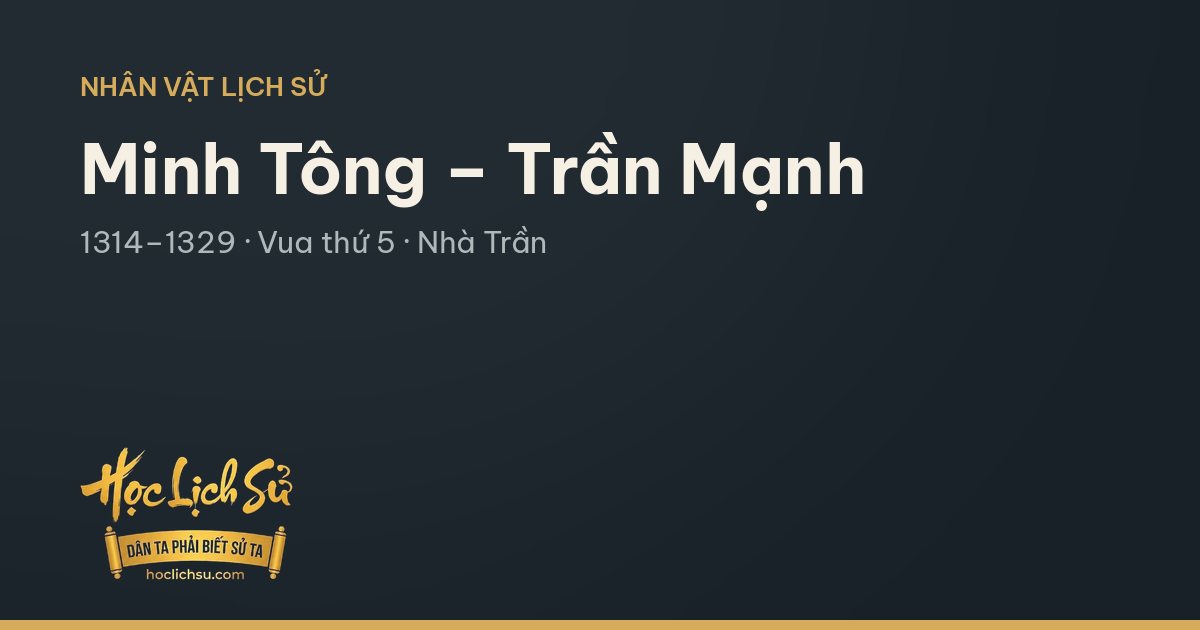 NHÂN VẬT LỊCH SỬ
Minh Tông – Trần Mạnh
1314–1329 · Vua thứ 5 · Nhà Trần
Học Lịch Sử
DÂN TA PHẢI BIẾT SỬ TA
hoclichsu.com